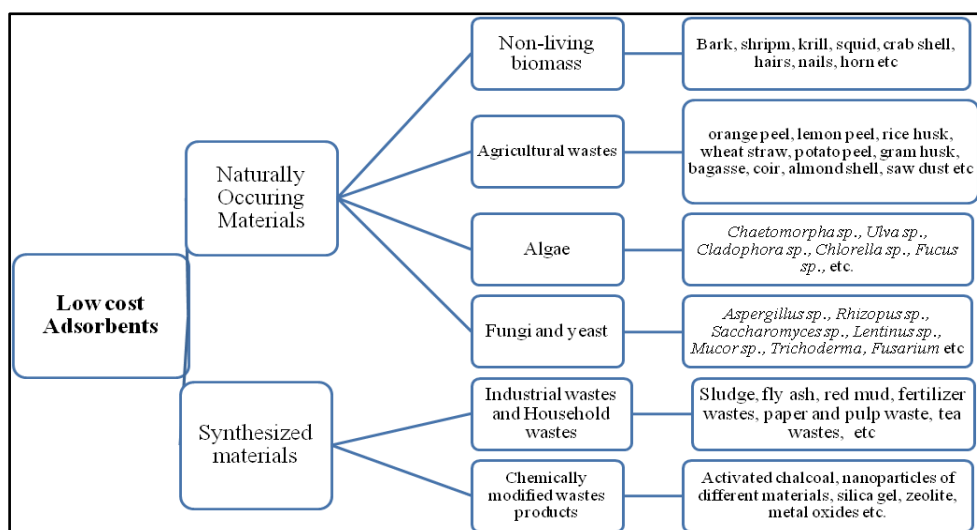 Non-living
biomass
Bark, shripm, krill, squid, crab shell,
hairs, nails, horn etc
Agricultural wastes
orange peel, lemon peel, rice husk,
wheat straw, potato peel, gram husk,
bagasse, coir, almond shell, saw dust etc
Naturally
Occuring
Materials
Algae
Chaetomorpha sp., Ulva sp.,
Cladophora sp., Chlorella sp., Fucus
sp., etc.
Low cost
Adsorbents
Fungi and yeast
Aspergillus sp., Rhizopus sp.,
Saccharomyces sp., Lentinus sp.,
Mucor sp., Trichoderma, Fusarium etc
Synthesized
materials
Industrial wastes
and Household
wastes
Sludge, fly ash, red mud, fertilizer
wastes, paper and pulp waste, tea
wastes, etc
Chemically
modified wastes
products
Activated chalcoal, nanoparticles of
different materials, silica gel, zeolite,
metal oxides etc.